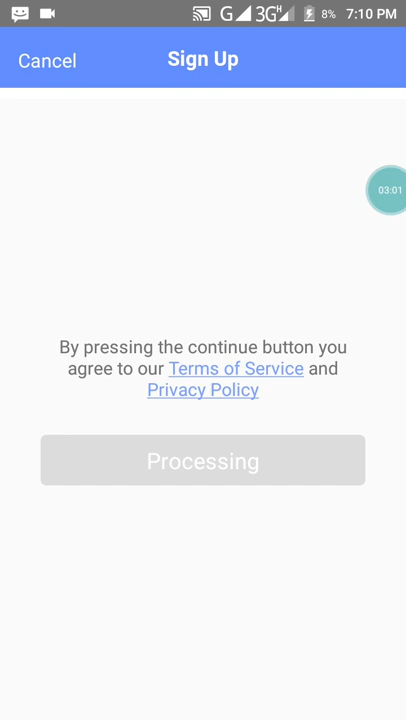 G 3G H 8% 7:10 PM
Cancel Sign Up
03:01
By pressing the continue button you
agree to our Terms of Service and
Privacy Policy
Processing